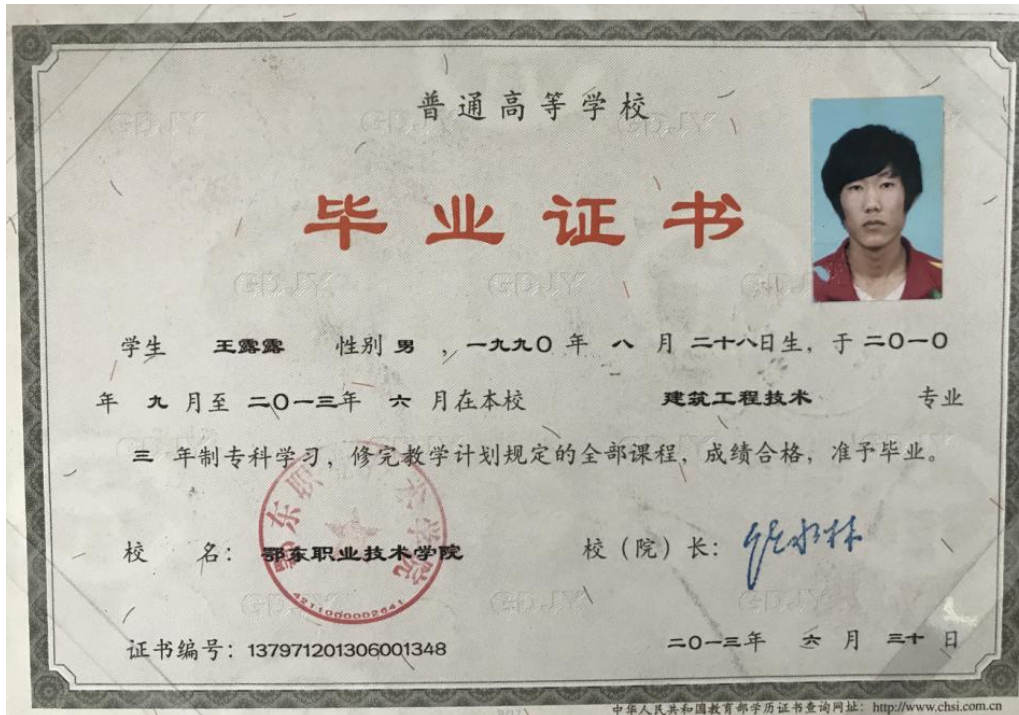 普通高等学校
毕业证书
学生 王露露 性别 男 ，一九九〇 年 八 月 二十八日生，于 二〇一〇
年 九 月至 二〇一三年 六 月在本校 建筑工程技术 专业
三 年制专科学习，修完教学计划规定的全部课程，成绩合格，准予毕业。
校 名：鄂东职业技术学院
校（院）长：
证书编号：137971201306001348
二〇一三年 六 月 三十 日
中华人民共和国教育部学历证书查询网址：http://www.chsi.com.cn